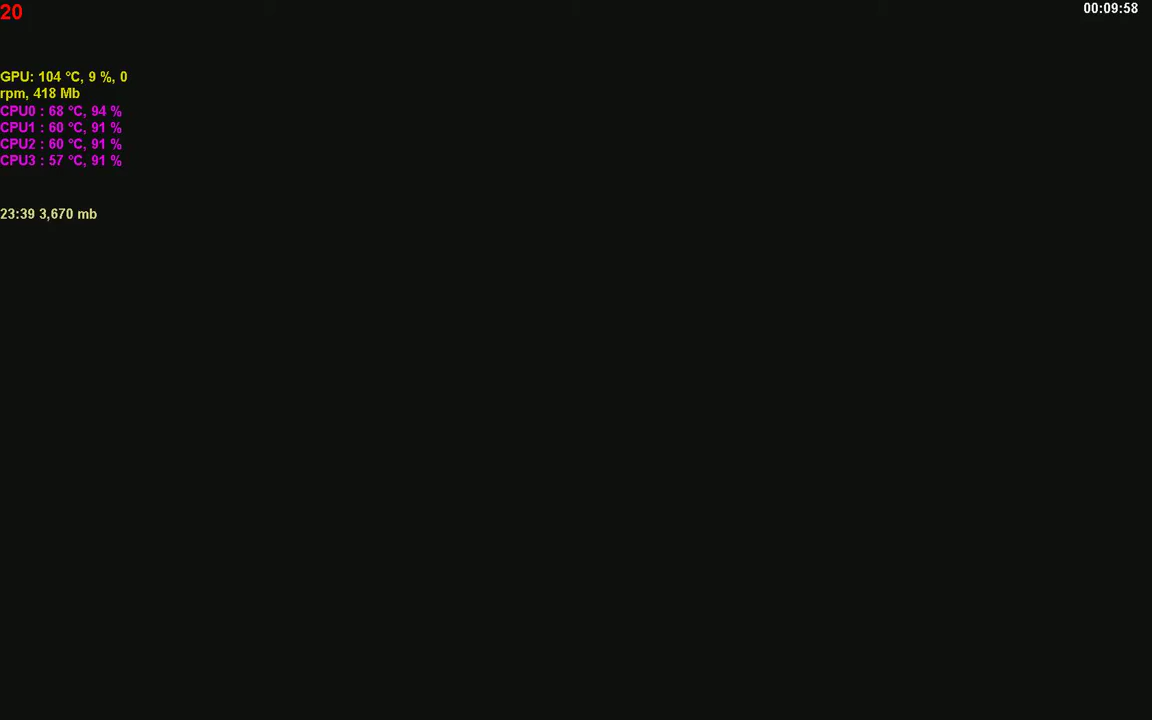 20
00:09:58
GPU: 104 °C, 9 %, 0
rpm, 418 Mb
CPU0 : 68 °C, 94 %
CPU1 : 60 °C, 91 %
CPU2 : 60 °C, 91 %
CPU3 : 57 °C, 91 %
23:39 3,670 mb